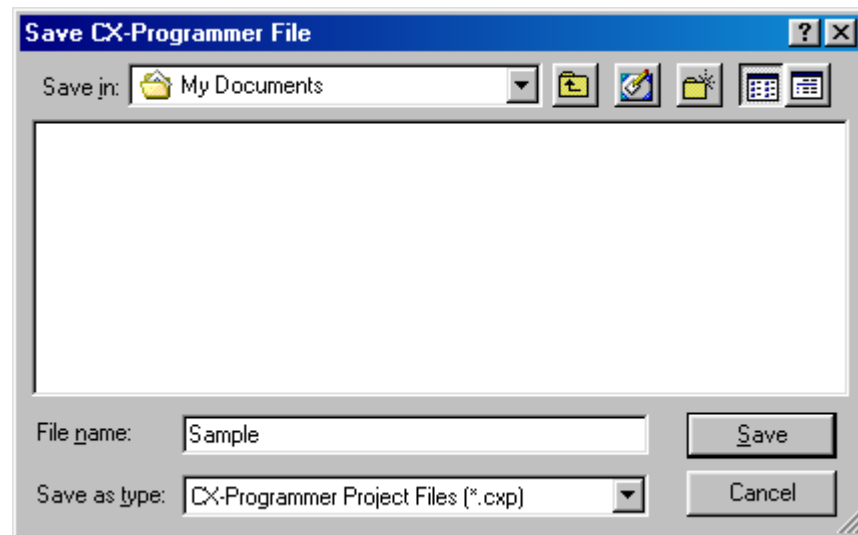 Save CX-Programmer File
Save in: My Documents
File name: Sample Save
Save as type: CX-Programmer Project Files (*.cxp) Cancel